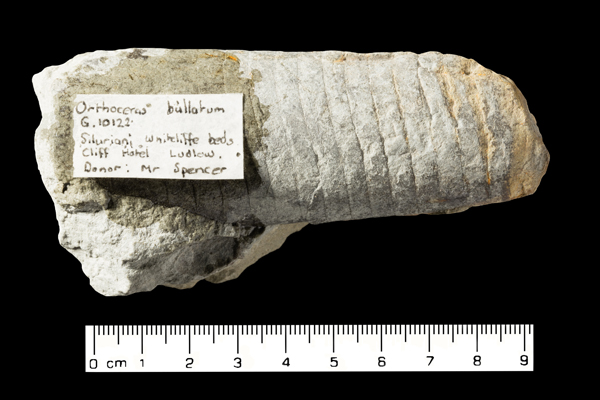 Orthoceras bullatum
G.10122.
Silurian, Whitcliffe beds
Cliff Hotel Ludlow.
Donor: Mr Spencer
0 cm 1 2 3 4 5 6 7 8 9